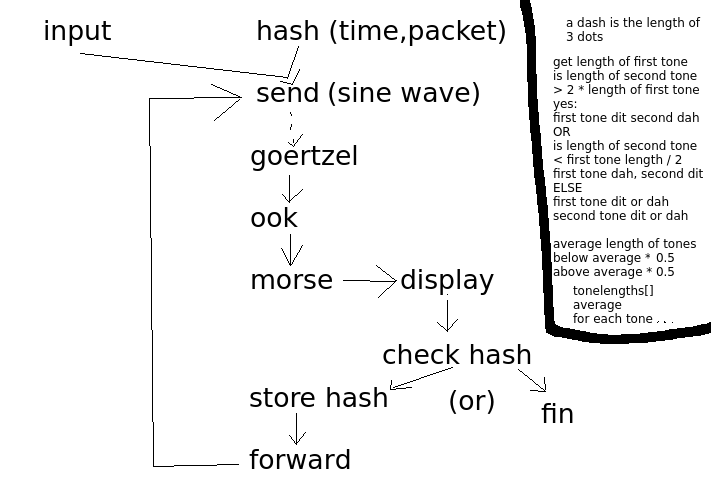 input
hash (time,packet)
send (sine wave)
goertzel
ook
morse
display
check hash
store hash
(or)
fin
forward
a dash is the length of
3 dots
get length of first tone
is length of second tone
> 2 * length of first tone
yes:
first tone dit second dah
OR
is length of second tone
< first tone length / 2
first tone dah, second dit
ELSE
first tone dit or dah
second tone dit or dah
average length of tones
below average * 0.5
above average * 0.5
tonelengths[]
average
for each tone . . .